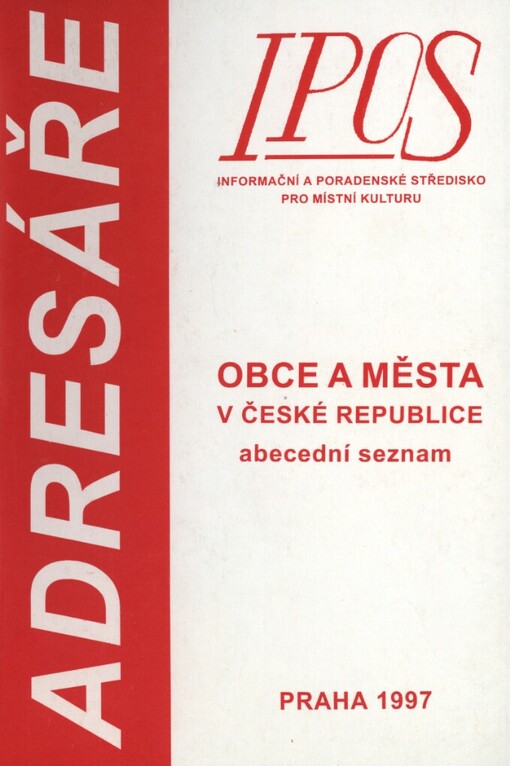 ADRESÁŘE
IPOS
INFORMAČNÍ A PORADENSKÉ STŘEDISKO
PRO MÍSTNÍ KULTURU
OBCE A MĚSTA
V ČESKÉ REPUBLICE
abecední seznam
PRAHA 1997